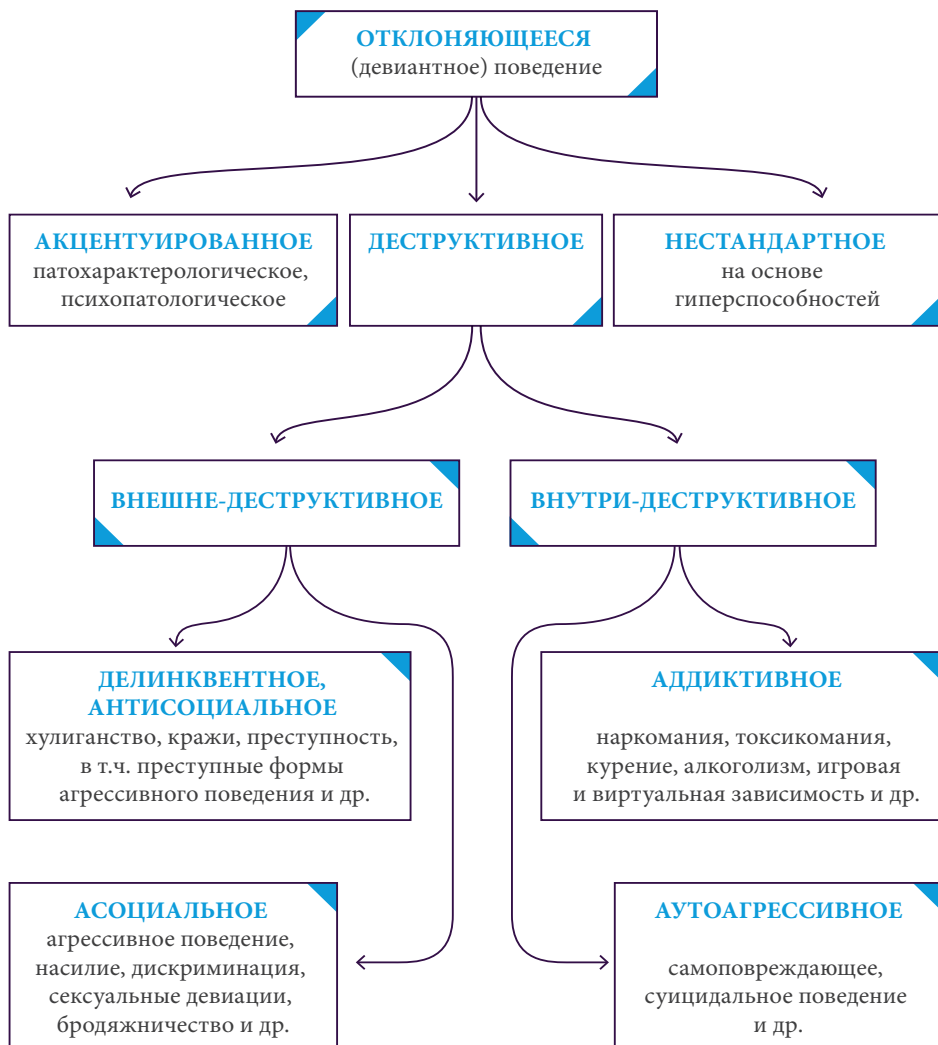 ОТКЛОНЯЮЩЕЕСЯ
(девиантное) поведение
АКЦЕНТУИРОВАННОЕ
патохарактерологическое,
психопатологическое
ДЕСТРУКТИВНОЕ
НЕСТАНДАРТНОЕ
на основе
гиперспособностей
ВНЕШНЕ-ДЕСТРУКТИВНОЕ
ВНУТРИ-ДЕСТРУКТИВНОЕ
ДЕЛИНКВЕНТНОЕ,
АНТИСОЦИАЛЬНОЕ
хулиганство, кражи, преступность,
в т.ч. преступные формы
агрессивного поведения и др.
АДДИКТИВНОЕ
наркомания, токсикомания,
курение, алкоголизм, игровая
и виртуальная зависимость и др.
АСОЦИАЛЬНОЕ
агрессивное поведение,
насилие, дискриминация,
сексуальные девиации,
бродяжничество и др.
АУТОАГРЕССИВНОЕ
самоповреждающее,
суицидальное поведение
и др.